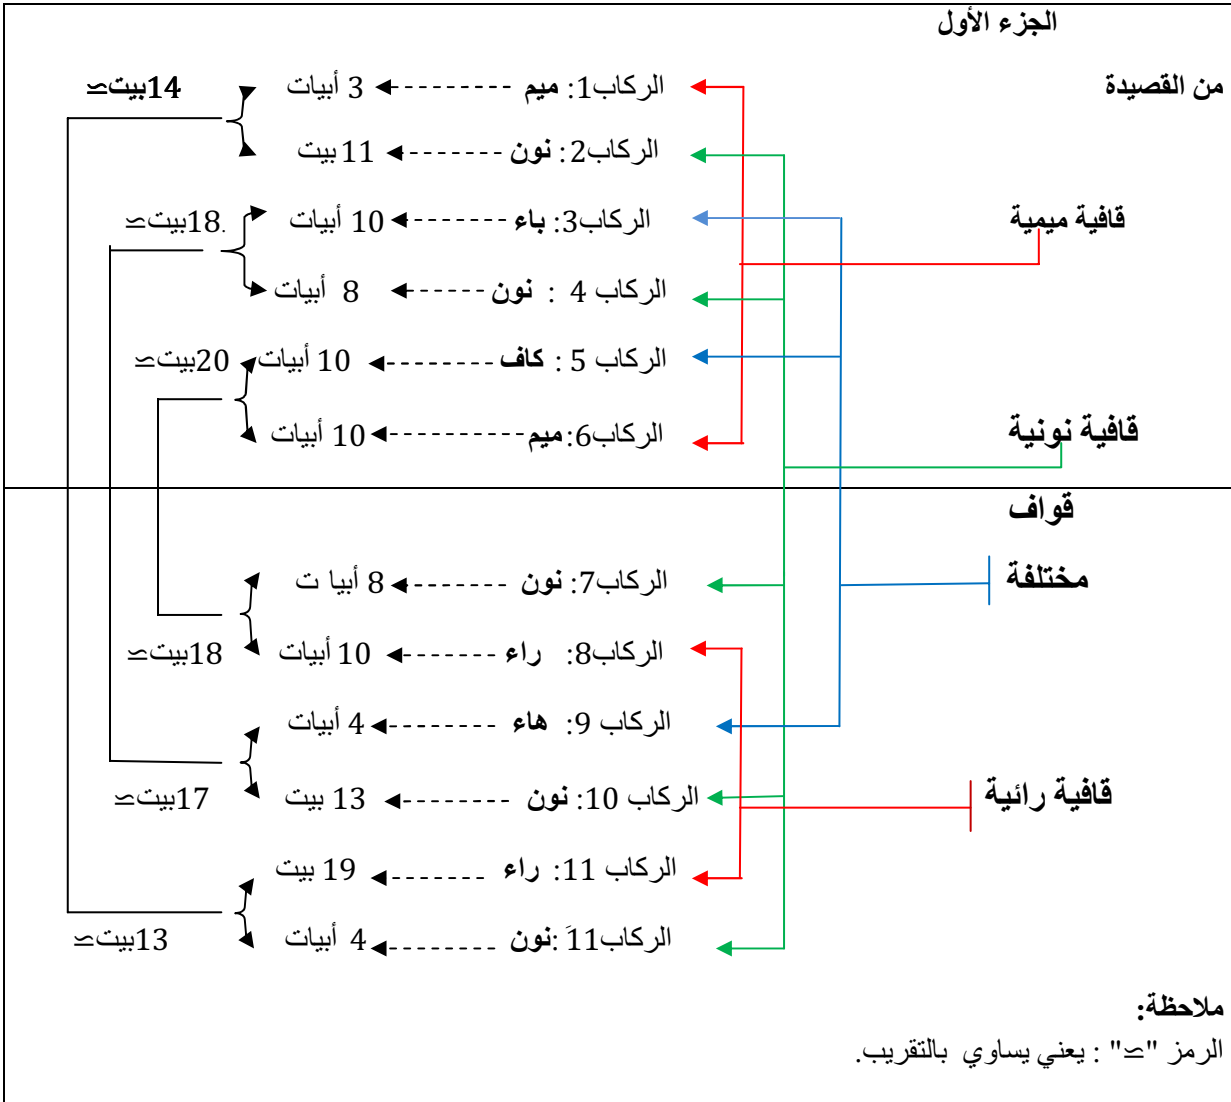 الجزء الأول
من القصيدة
الركاب1: ميم 3 أبيات 14بيت≃
الركاب2: نون 11 بيت
قافية ميمية
الركاب3: باء 10 أبيات 18بيت≃.
الركاب 4 : نون 8 أبيات
الركاب 5 : كاف 10 أبيات 20بيت≃
قافية نونية
الركاب6:ميم 10 أبيات
قواف
مختلفة
الركاب7: نون 8 أبيا ت
الركاب8: راء 10 أبيات 18بيت≃
الركاب 9: هاء 4 أبيات
قافية رائية
الركاب 10: نون 13 بيت 17بيت≃
الركاب 11: راء 19 بيت
الركاب11َ :نون 4 أبيات 13بيت≃
ملاحظة:
الرمز "≃" : يعني يساوي بالتقريب.